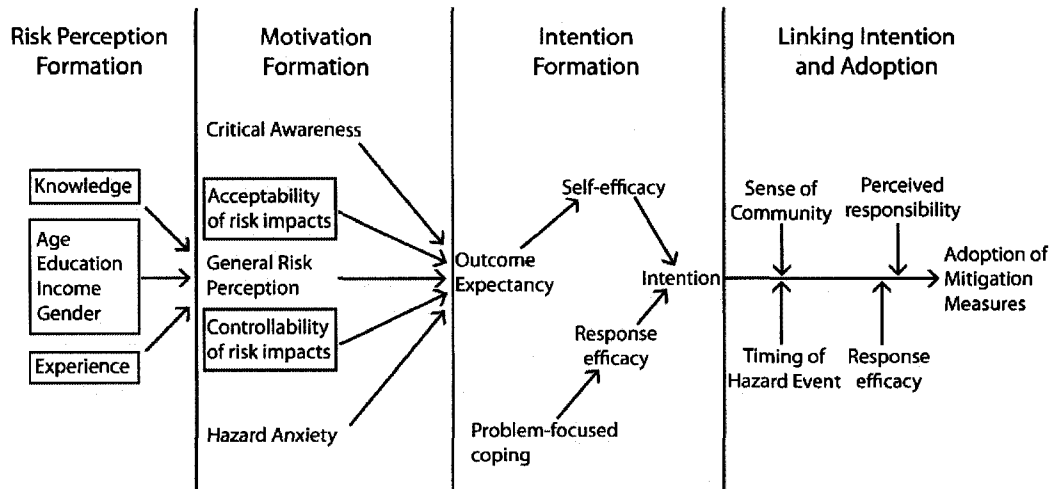 Risk Perception
Formation
Motivation
Formation
Intention
Formation
Linking Intention
and Adoption
Knowledge
Age
Education
Income
Gender
Experience
Critical Awareness
Acceptability
of risk impacts
General Risk
Perception
Controllability
of risk impacts
Hazard Anxiety
Outcome
Expectancy
Self-efficacy
Intention
Response
efficacy
Problem-focused
coping
Sense of
Community
Perceived
responsibility
Timing of
Hazard Event
Response
efficacy
Adoption of
Mitigation
Measures